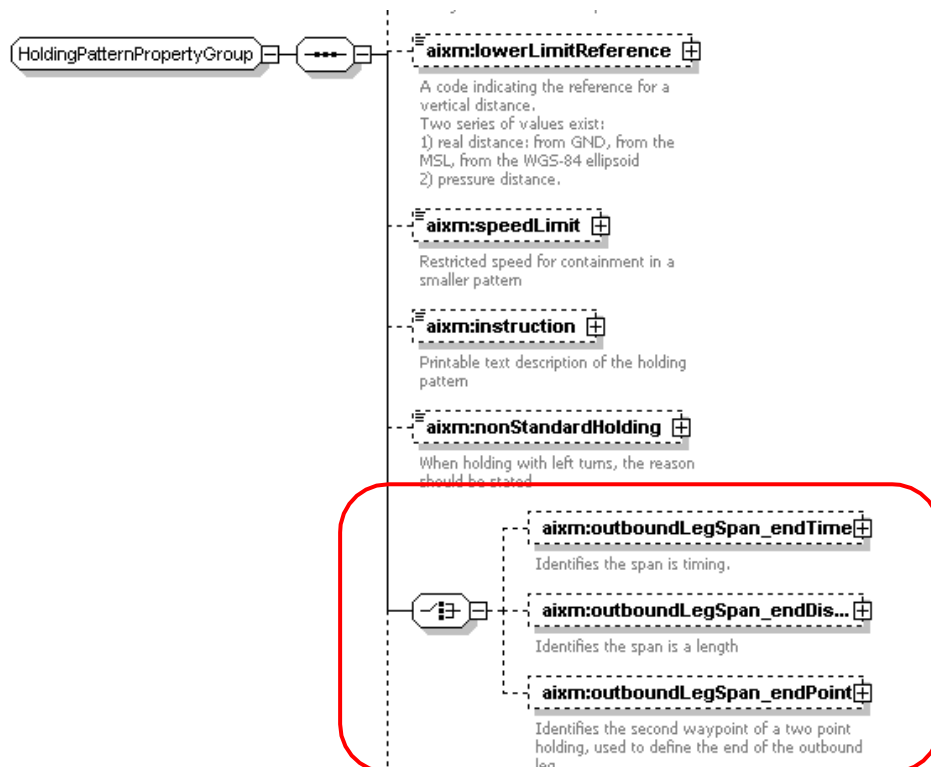 HoldingPatternPropertyGroup
aixm:lowerLimitReference
A code indicating the reference for a
vertical distance.
Two series of values exist:
1) real distance: from GND, from the
MSL, from the WGS-84 ellipsoid
2) pressure distance.
aixm:speedLimit
Restricted speed for containment in a
smaller pattern
aixm:instruction
Printable text description of the holding
pattern
aixm:nonStandardHolding
When holding with left turns, the reason
should be stated
aixm:outboundLegSpan_endTime
Identifies the span is timing.
aixm:outboundLegSpan_endDis...
Identifies the span is a length
aixm:outboundLegSpan_endPoint
Identifies the second waypoint of a two point
holding, used to define the end of the outbound
leg